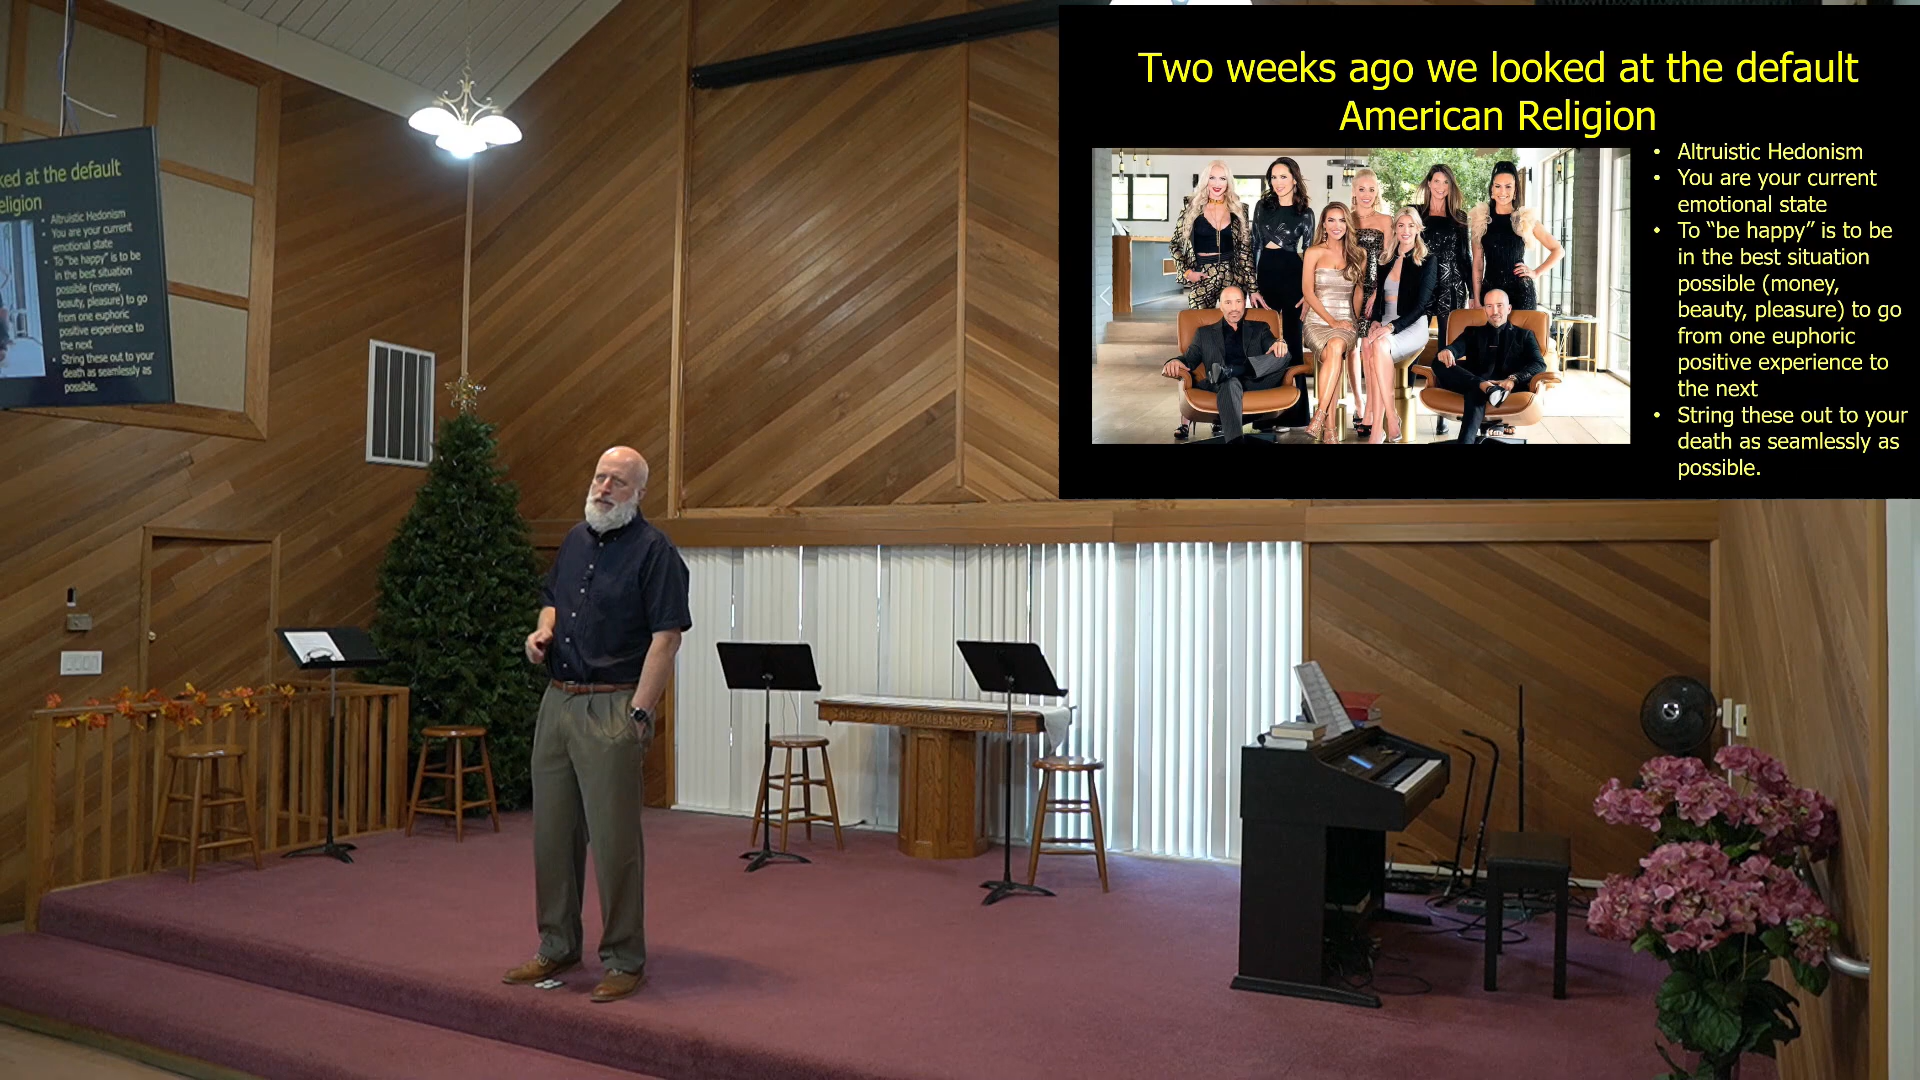 Two weeks ago we looked at the default
American Religion
• Altruistic Hedonism
• You are your current
emotional state
• To “be happy” is to be
in the best situation
possible (money,
beauty, pleasure) to go
from one euphoric
positive experience to
the next
• String these out to your
death as seamlessly as
possible.
ked at the default
eligion
• Altruistic Hedonism
• You are your current
emotional state
• To “be happy” is to be
in the best situation
possible (money,
beauty, pleasure) to go
from one euphoric
positive experience to
the next
• String these out to your
death as seamlessly as
possible.
THIS DO IN REMEMBRANCE OF